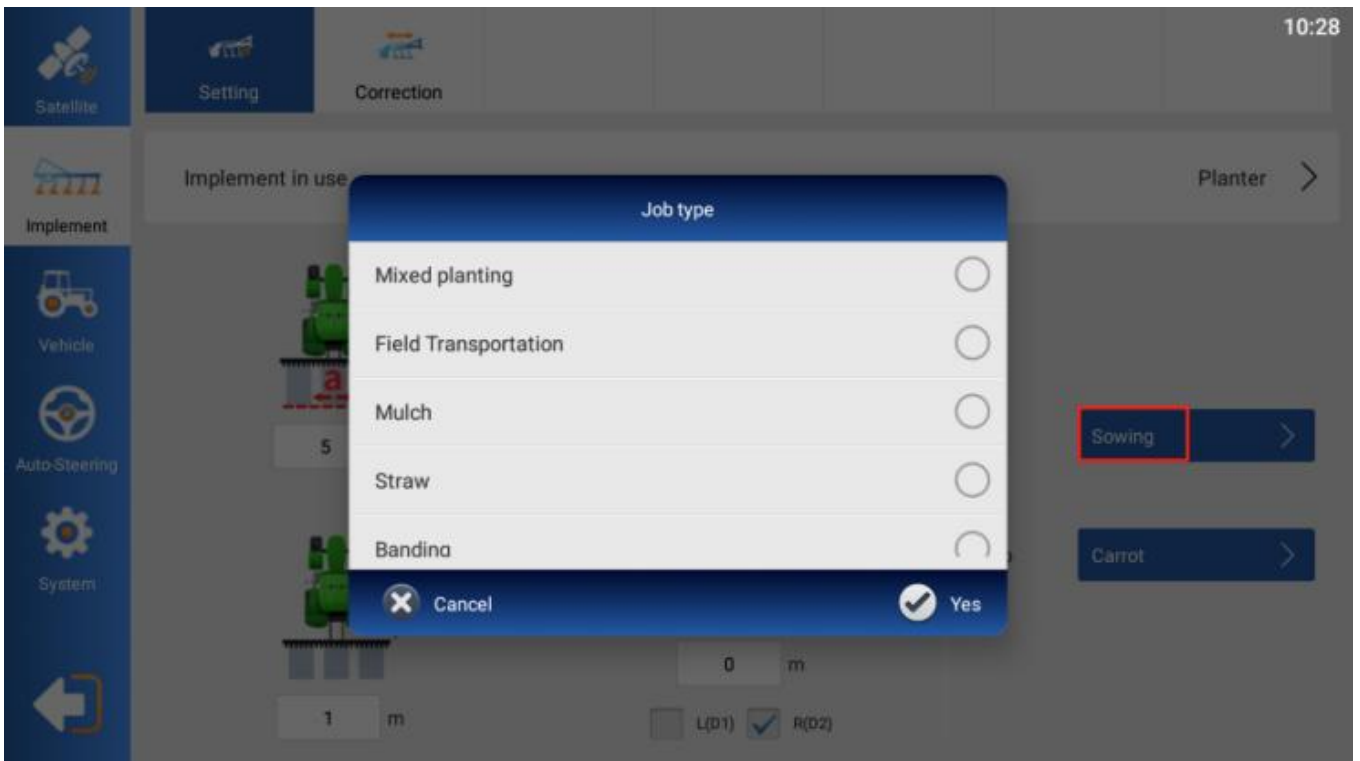 10:28
Satellite
Setting
Correction
Implement in use
Planter
Implement
Job type
Mixed planting
Field Transportation
Vehicle
a
Mulch
5
Sowing
Auto-Steering
Straw
Banding
Carrot
System
Cancel
Yes
0 m
1 m
L(D1) R(D2)